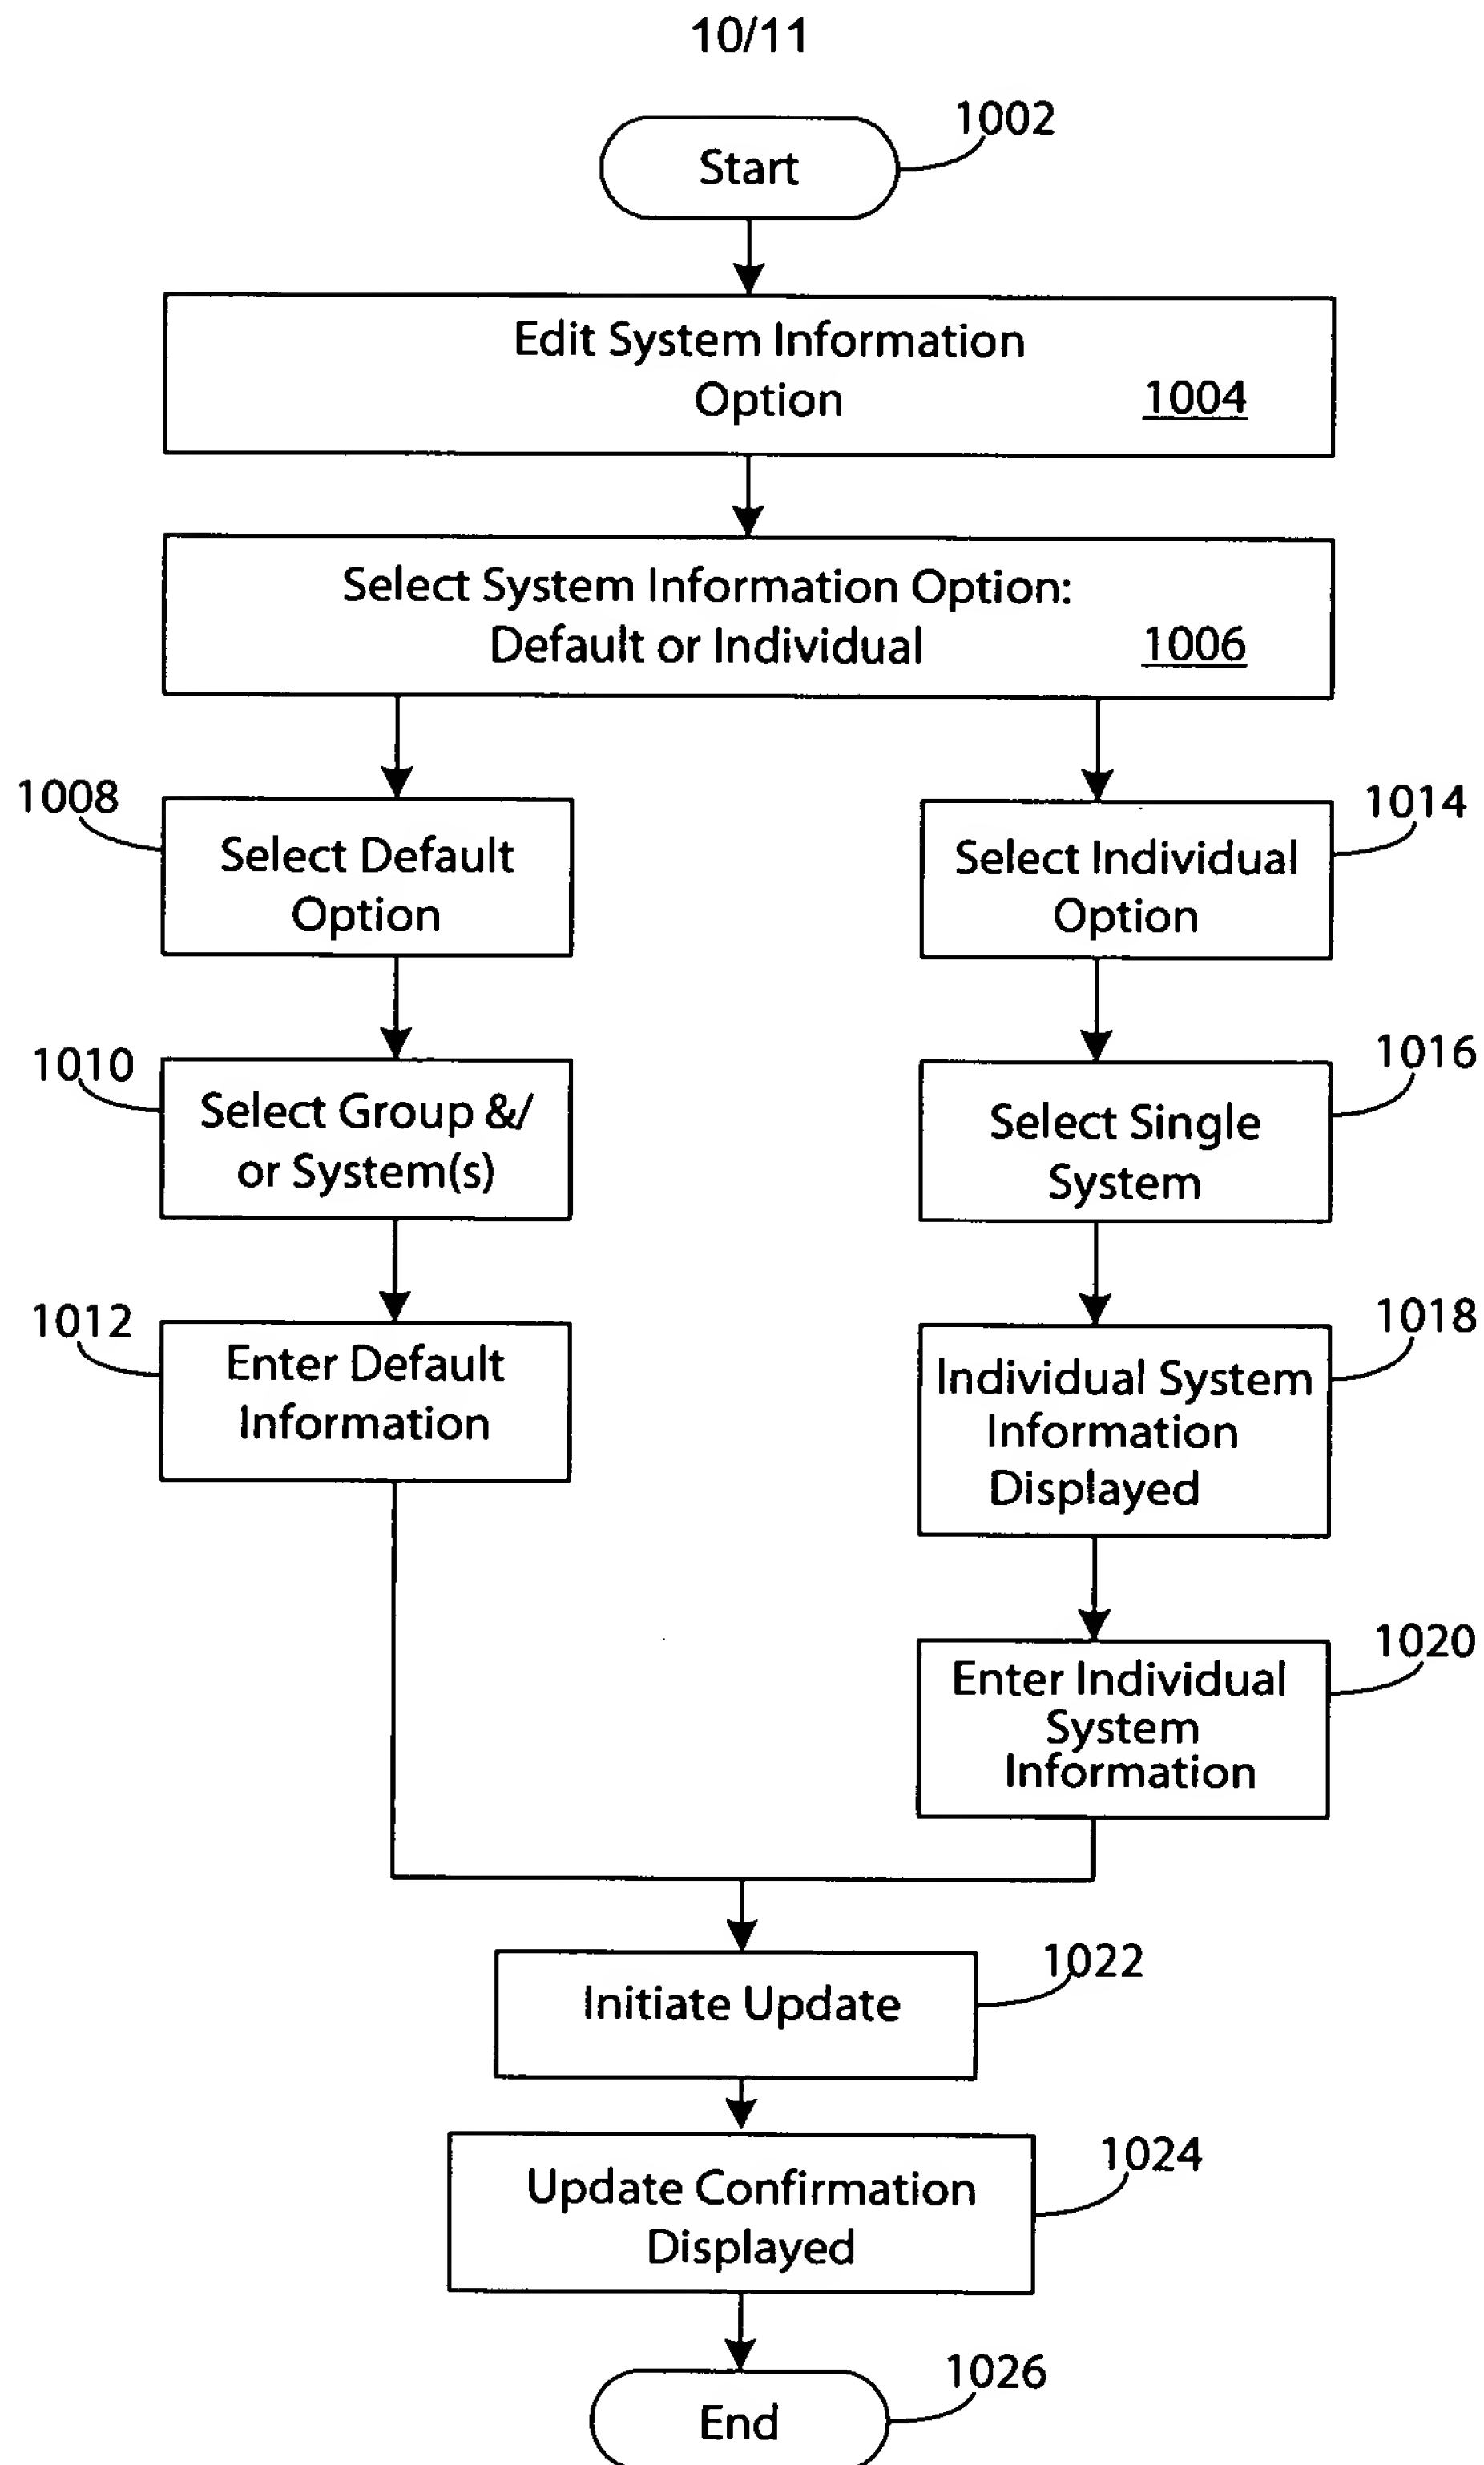 10/11
1002
Start
Edit System Information
Option
1004
Select System Information Option:
Default or Individual
1006
1008
Select Default
Option
1010
Select Group &/
or System(s)
1012
Enter Default
Information
1014
Select Individual
Option
1016
Select Single
System
1018
Individual System
Information
Displayed
1020
Enter Individual
System
Information
1022
Initiate Update
1024
Update Confirmation
Displayed
1026
End